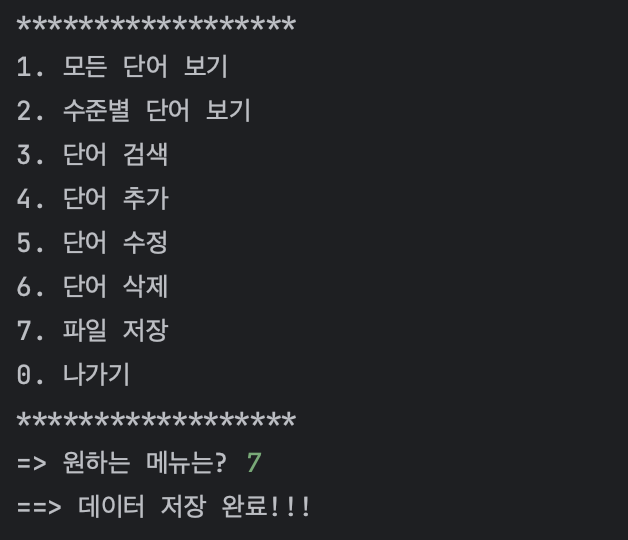 ******************
1. 모든 단어 보기
2. 수준별 단어 보기
3. 단어 검색
4. 단어 추가
5. 단어 수정
6. 단어 삭제
7. 파일 저장
0. 나가기
******************
=> 원하는 메뉴는? 7
==> 데이터 저장 완료!!!